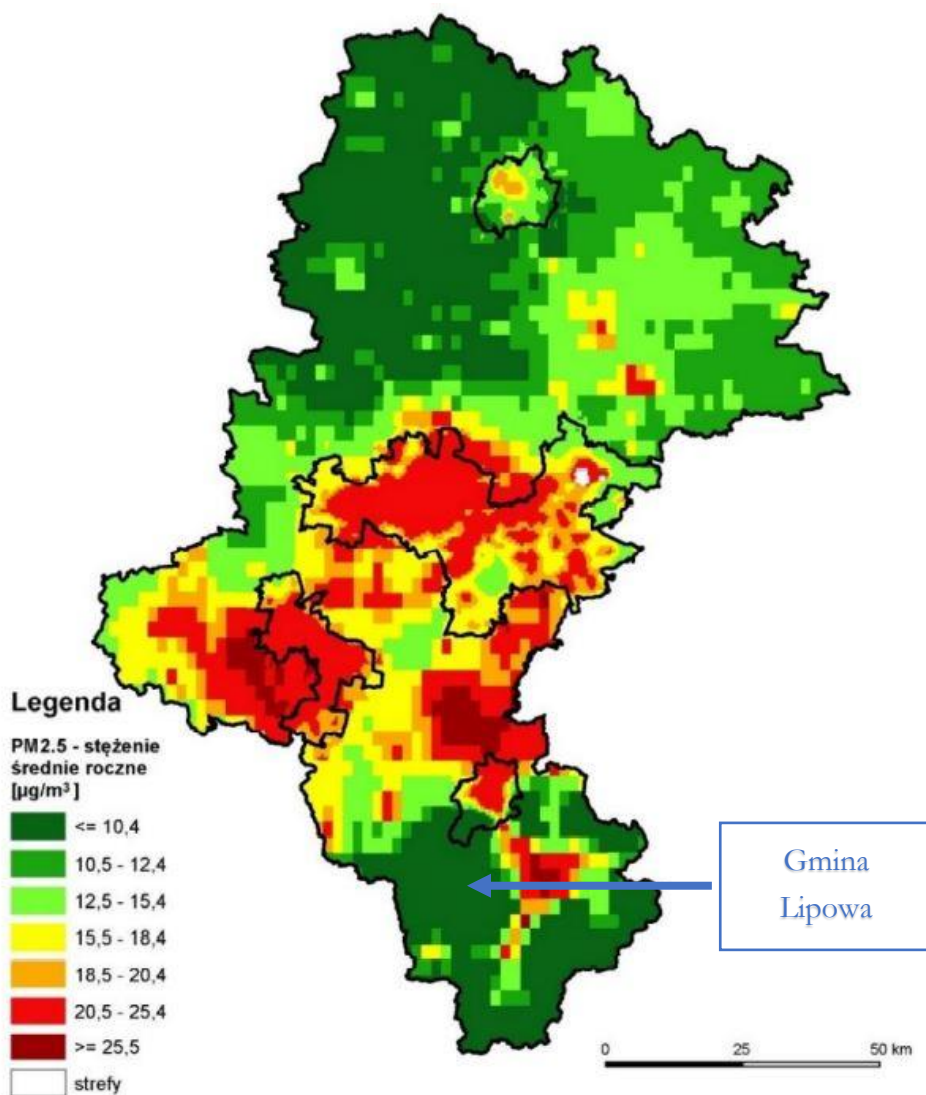 Legenda
PM2.5 - stężenie
średnie roczne
[µg/m³ ]
<= 10,4
10,5 - 12,4
12,5 - 15,4
15,5 - 18,4
18,5 - 20,4
20,5 - 25,4
>= 25,5
strefy
Gmina
Lipowa
0 25 50 km